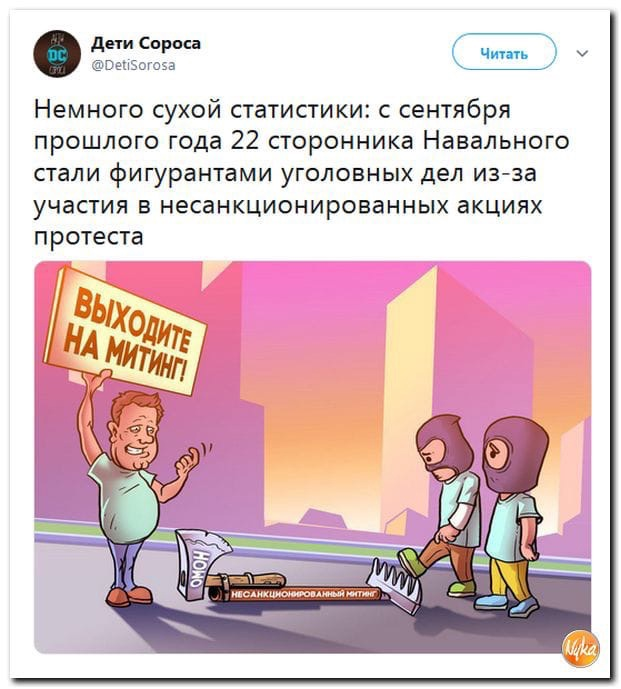 Дети Сороса
@DetiSorosa
Читать
Немного сухой статистики: с сентября
прошлого года 22 сторонника Навального
стали фигурантами уголовных дел из-за
участия в несанкционированных акциях
протеста
ВЫХОДИТЕ
НА МИТИНГ!
ОМОН
НЕСАНКЦИОНИРОВАННЫЙ МИТИНГ
Nyka